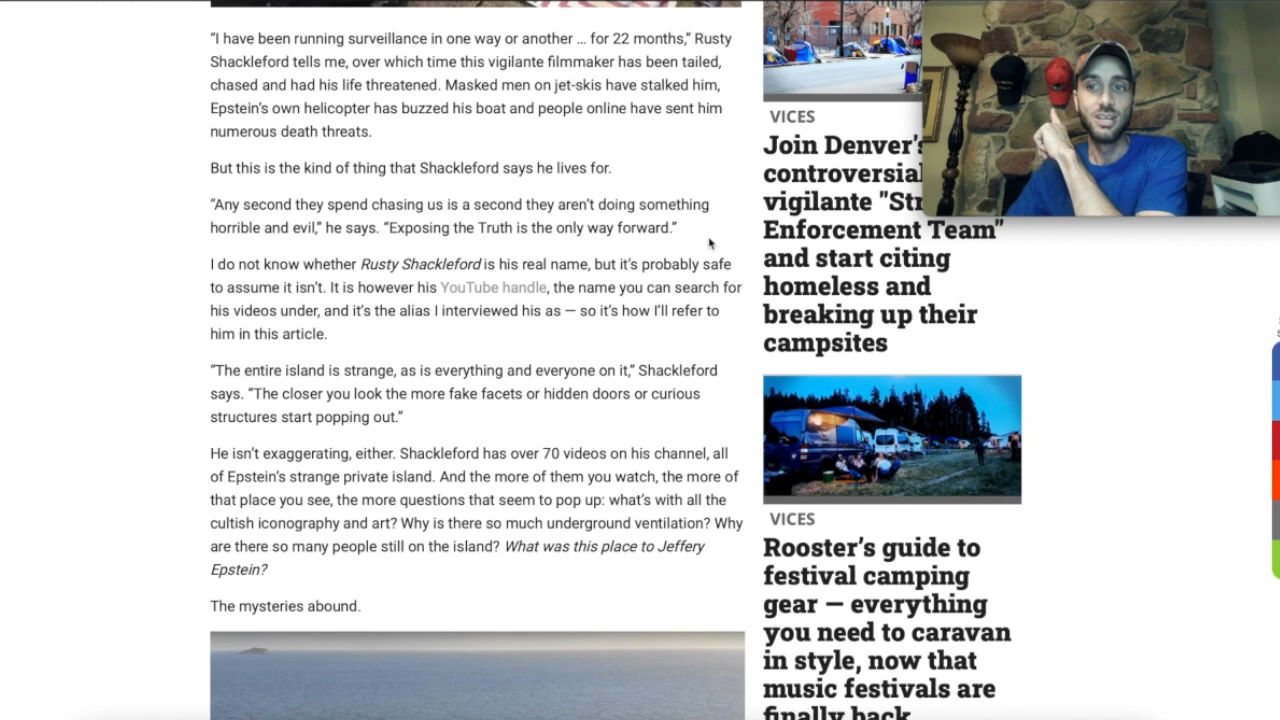 “I have been running surveillance in one way or another ... for 22 months,” Rusty
Shackleford tells me, over which time this vigilante filmmaker has been tailed,
chased and had his life threatened. Masked men on jet-skis have stalked him,
Epstein’s own helicopter has buzzed his boat and people online have sent him
numerous death threats.
But this is the kind of thing that Shackleford says he lives for.
“Any second they spend chasing us is a second they aren’t doing something
horrible and evil,” he says. “Exposing the Truth is the only way forward.”
I do not know whether Rusty Shackleford is his real name, but it’s probably safe
to assume it isn’t. It is however his YouTube handle, the name you can search for
his videos under, and it’s the alias I interviewed his as — so it’s how I’ll refer to
him in this article.
“The entire island is strange, as is everything and everyone on it,” Shackleford
says. “The closer you look the more fake facets or hidden doors or curious
structures start popping out.”
He isn’t exaggerating, either. Shackleford has over 70 videos on his channel, all
of Epstein’s strange private island. And the more of them you watch, the more of
that place you see, the more questions that seem to pop up: what’s with all the
cultish iconography and art? Why is there so much underground ventilation? Why
are there so many people still on the island? What was this place to Jeffery
Epstein?
The mysteries abound.
VICES
Join Denver’s
controversial
vigilante "Str
Enforcement Team"
and start citing
homeless and
breaking up their
campsites
VICES
Rooster’s guide to
festival camping
gear — everything
you need to caravan
in style, now that
music festivals are
finally back